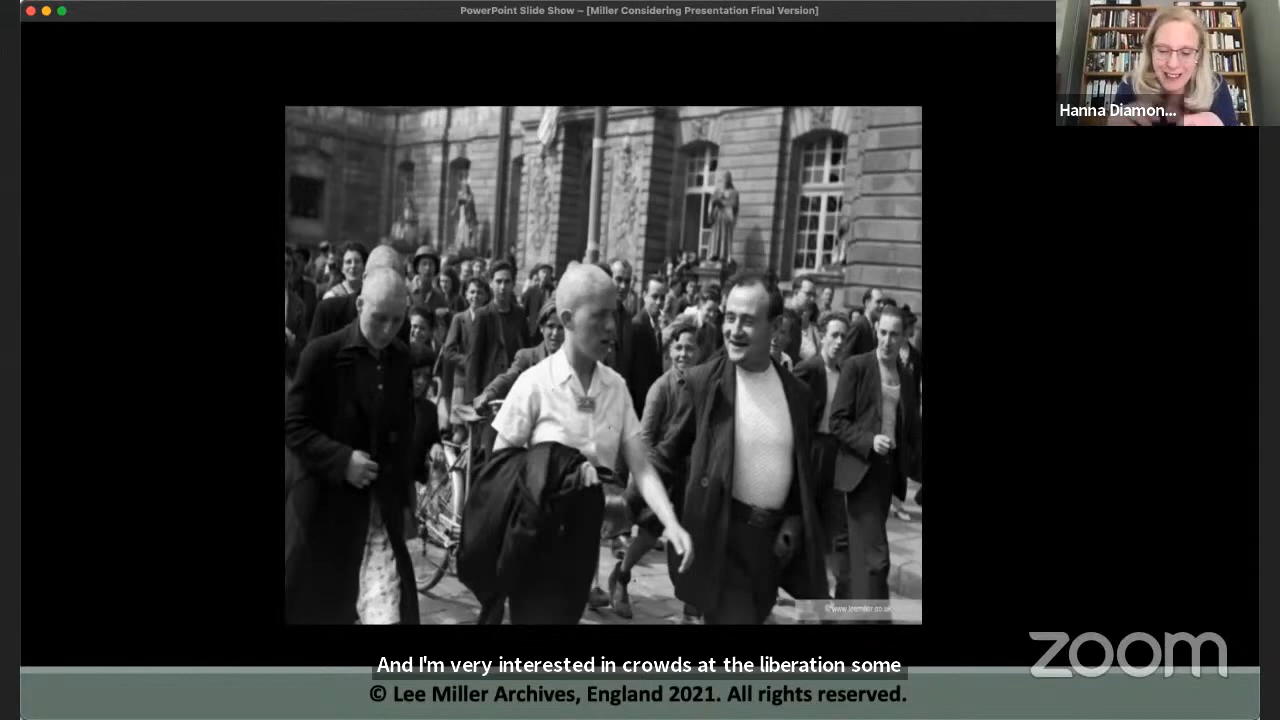 PowerPoint Slide Show – [Miller Considering Presentation Final Version]
Hanna Diamon...
© www.leemiller.co.uk
zoom
And I'm very interested in crowds at the liberation some
© Lee Miller Archives, England 2021. All rights reserved.